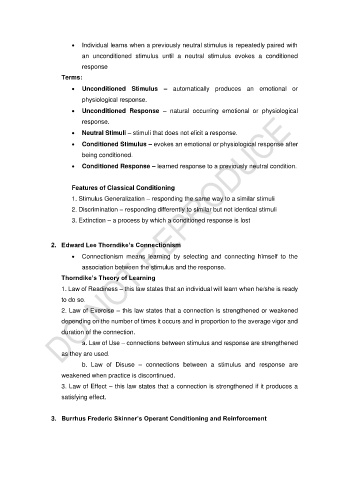 • Individual learns when a previously neutral stimulus is repeatedly paired with
an unconditioned stimulus until a neutral stimulus evokes a conditioned
response
Terms:
• Unconditioned Stimulus – automatically produces an emotional or
physiological response.
• Unconditioned Response – natural occurring emotional or physiological
response.
• Neutral Stimuli – stimuli that does not elicit a response.
• Conditioned Stimulus – evokes an emotional or physiological response after
being conditioned.
• Conditioned Response – learned response to a previously neutral condition.
Features of Classical Conditioning
1. Stimulus Generalization – responding the same way to a similar stimuli
2. Discrimination – responding differently to similar but not identical stimuli
3. Extinction – a process by which a conditioned response is lost
2. Edward Lee Thorndike's Connectionism
• Connectionism means learning by selecting and connecting himself to the
association between the stimulus and the response.
Thorndike's Theory of Learning
1. Law of Readiness – this law states that an individual will learn when he/she is ready
to do so.
2. Law of Exercise – this law states that a connection is strengthened or weakened
depending on the number of times it occurs and in proportion to the average vigor and
duration of the connection.
a. Law of Use – connections between stimulus and response are strengthened
as they are used.
b. Law of Disuse – connections between a stimulus and response are
weakened when practice is discontinued.
3. Law of Effect – this law states that a connection is strengthened if it produces a
satisfying effect.
3. Burrhus Frederic Skinner's Operant Conditioning and Reinforcement
DO NOT REPRODUCE